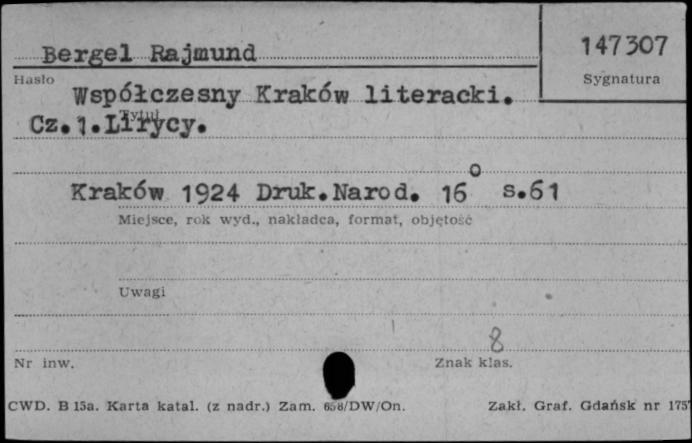 Bergel Rajmund
147307
Hasło
Sygnatura
Współczesny Kraków literacki.
Tytuł
Cz.1.Lirycy.
Kraków 1924 Druk.Narod. 16° s.61
Miejsce, rok wyd., nakładca, format, objętość
Uwagi
8
Nr inw.
Znak klas.
CWD. B 15a. Karta katal. (z nadr.) Zam. 658/DW/On.
Zakł. Graf. Gdańsk nr 1757